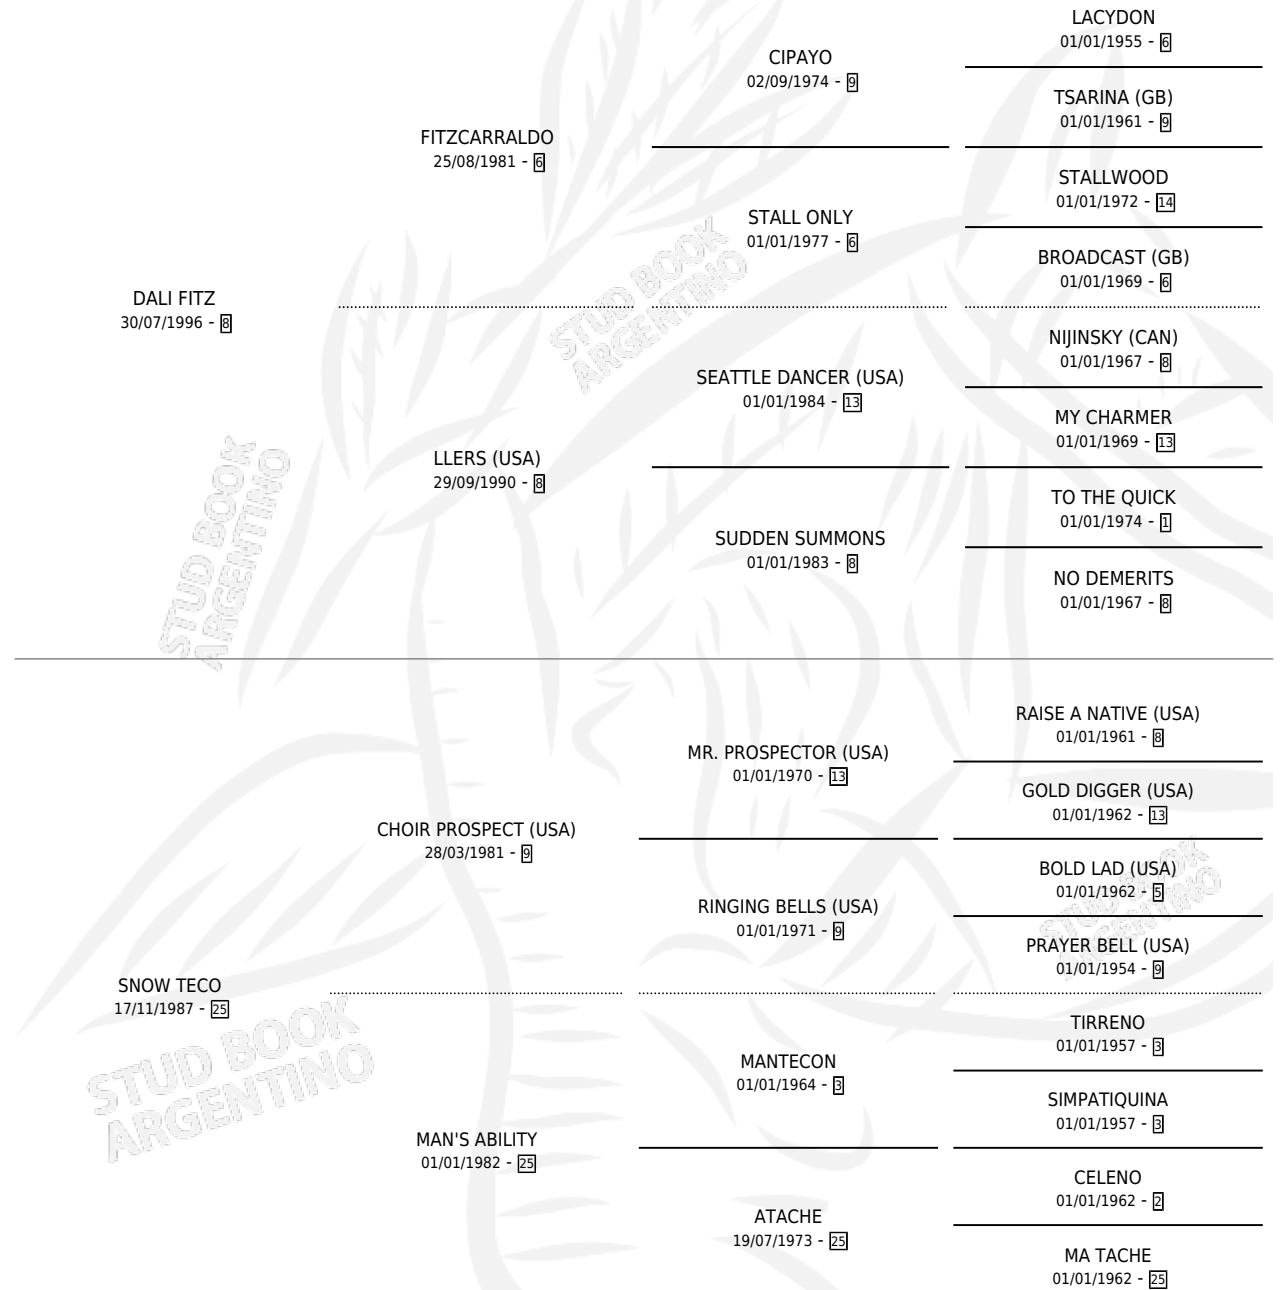 LACYDON
01/01/1955 - 6
CIPAYO
02/09/1974 - 9
TSARINA (GB)
01/01/1961 - 9
FITZCARRALDO
25/08/1981 - 6
STALLWOOD
01/01/1972 - 14
STALL ONLY
01/01/1977 - 6
BROADCAST (GB)
01/01/1969 - 6
DALI FITZ
30/07/1996 - 8
NIJINSKY (CAN)
01/01/1967 - 8
SEATTLE DANCER (USA)
01/01/1984 - 13
MY CHARMER
01/01/1969 - 13
LLERS (USA)
29/09/1990 - 8
TO THE QUICK
01/01/1974 - 1
SUDDEN SUMMONS
01/01/1983 - 8
NO DEMERITS
01/01/1967 - 8
STUD BOOK
ARGENTINO
STUD BOOK
ARGENTINO
RAISE A NATIVE (USA)
01/01/1961 - 8
MR. PROSPECTOR (USA)
01/01/1970 - 13
GOLD DIGGER (USA)
01/01/1962 - 13
CHOIR PROSPECT (USA)
28/03/1981 - 9
BOLD LAD (USA)
01/01/1962 - 5
RINGING BELLS (USA)
01/01/1971 - 9
PRAYER BELL (USA)
01/01/1954 - 9
STUD BOOK
ARGENTINO
SNOW TECO
17/11/1987 - 25
TIRRENO
01/01/1957 - 3
MANTECON
01/01/1964 - 3
SIMPATIQUINA
01/01/1957 - 3
MAN'S ABILITY
01/01/1982 - 25
CELENO
01/01/1962 - 2
ATACHE
19/07/1973 - 25
MA TACHE
01/01/1962 - 25
STUD BOOK
ARGENTINO